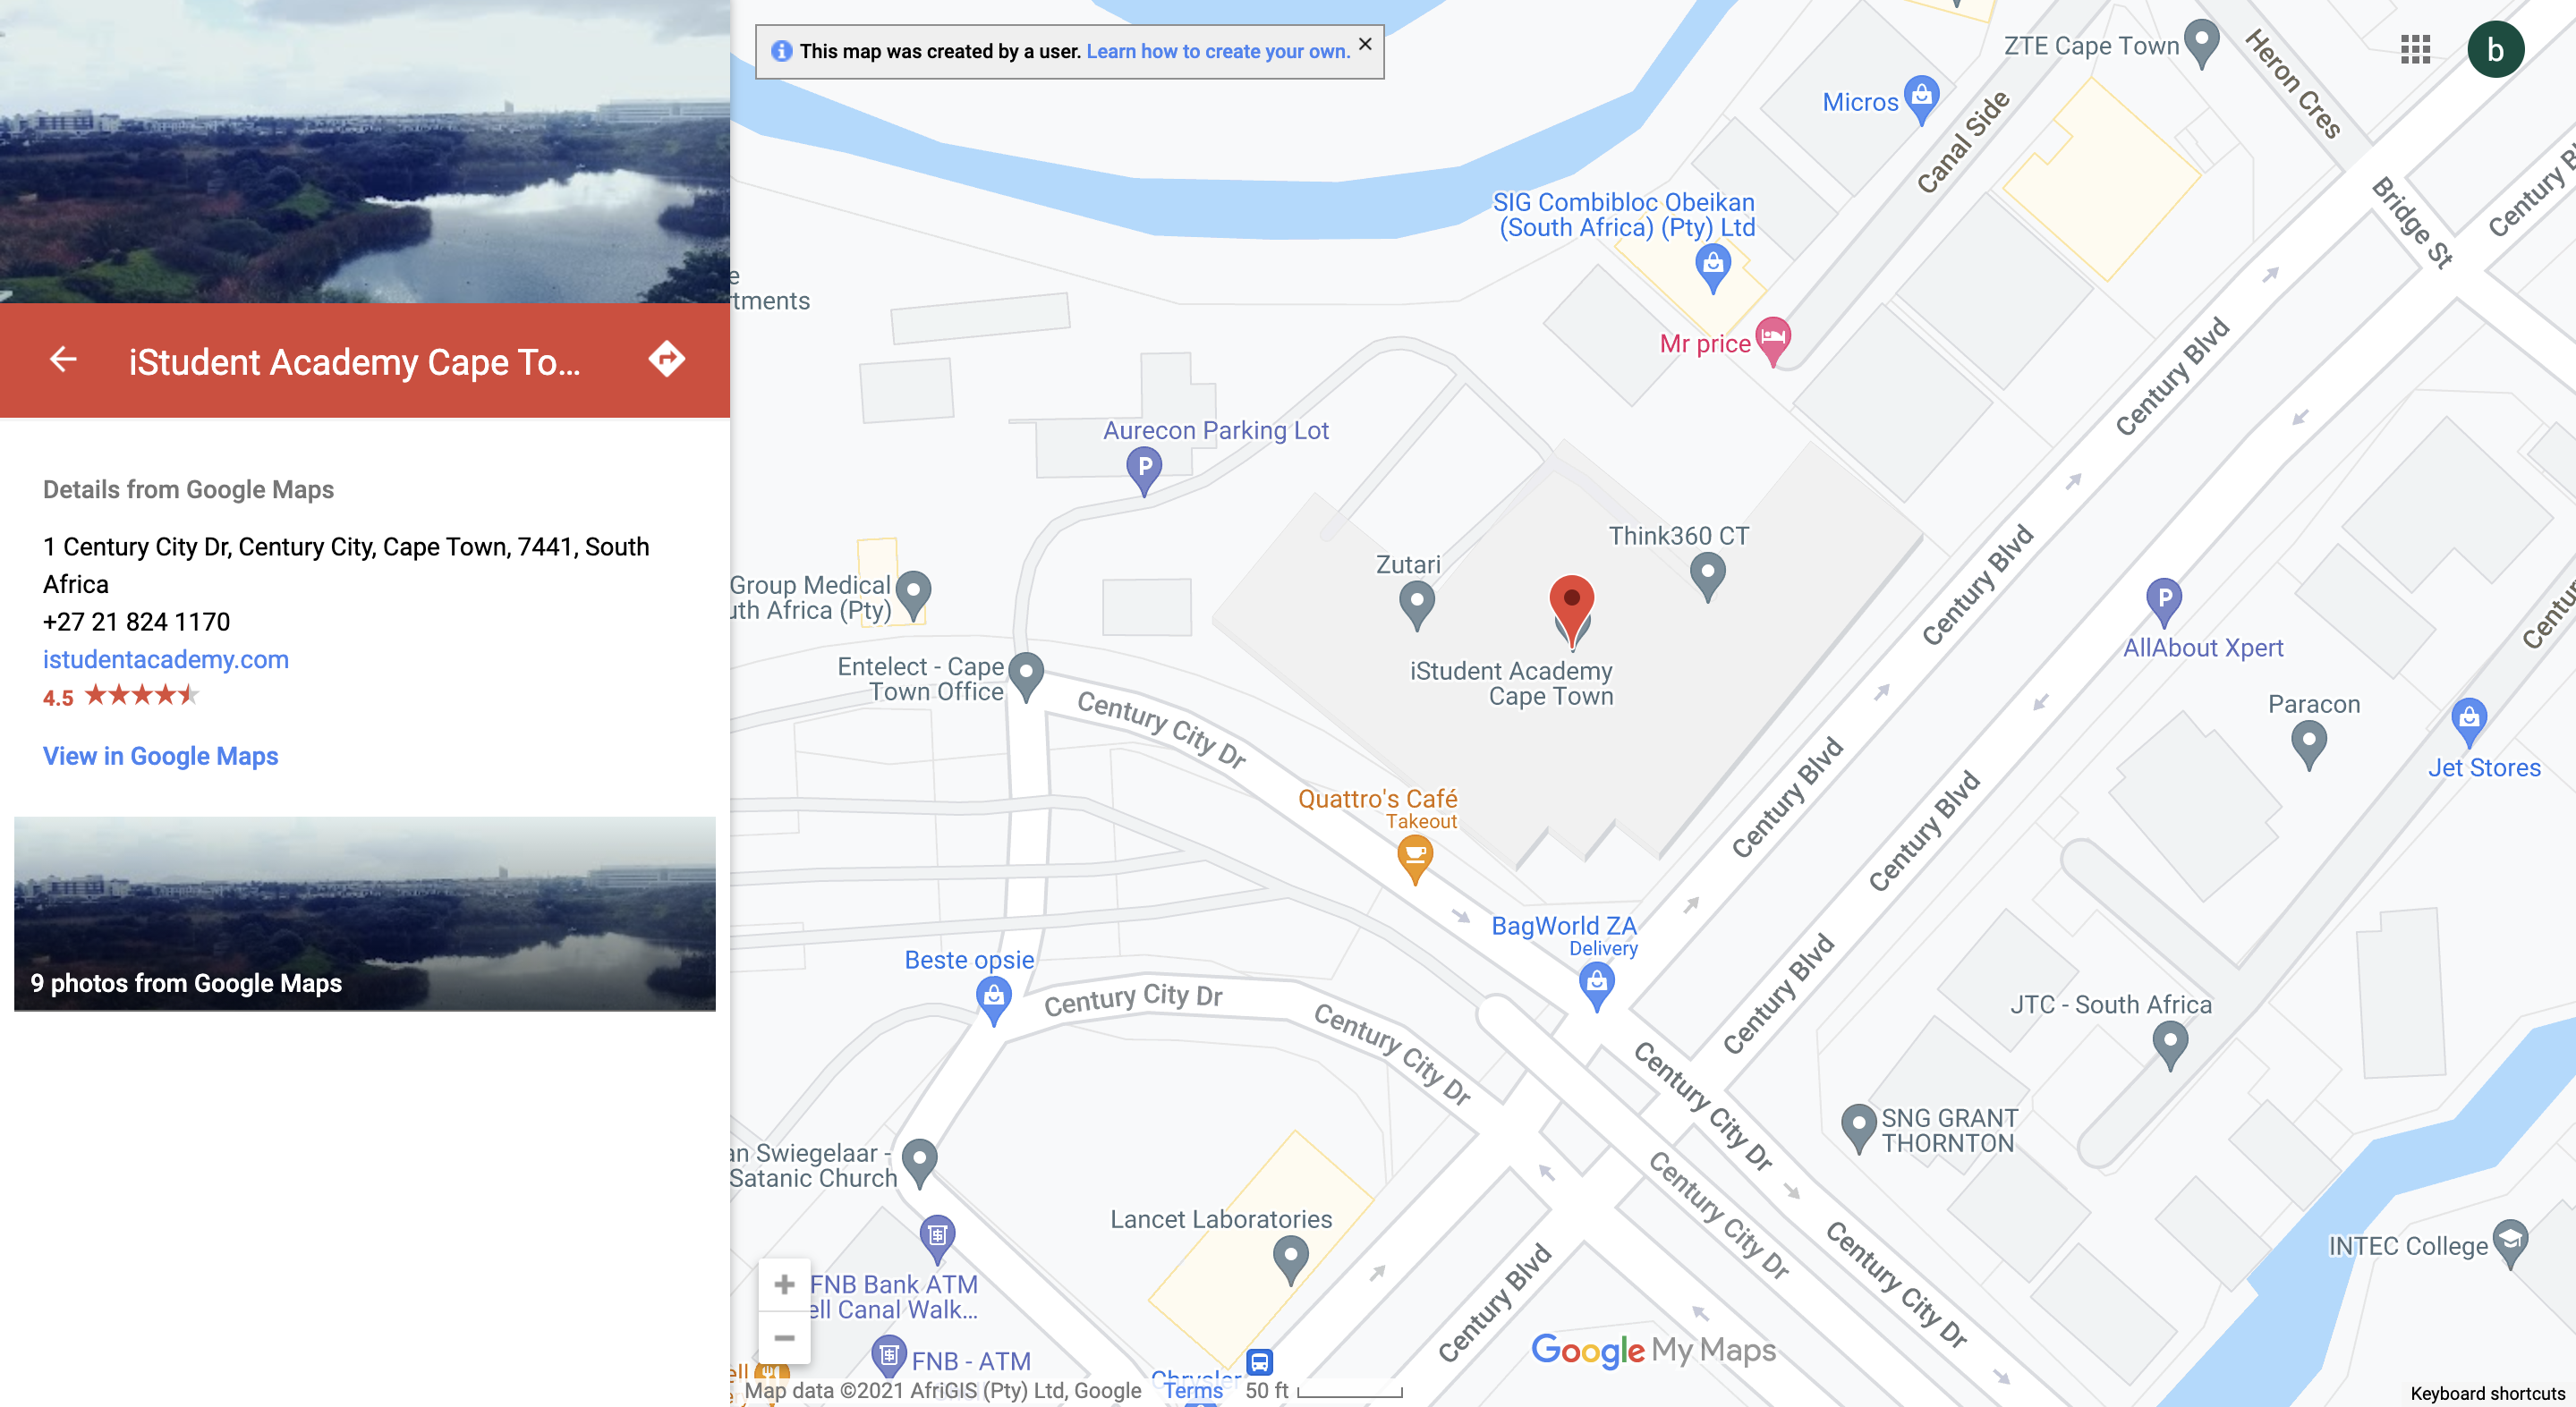 This map was created by a user. Learn how to create your own.
iStudent Academy Cape To...
Details from Google Maps
1 Century City Dr, Century City, Cape Town, 7441, South
Africa
+27 21 824 1170
istudentacademy.com
4.5
View in Google Maps
9 photos from Google Maps
ZTE Cape Town
Heron Cres
b
Micros
Canal Side
Bridge St
Century Bl
SIG Combibloc Obeikan
(South Africa) (Pty) Ltd
e
tments
Mr price
Century Blvd
Aurecon Parking Lot
P
Think360 CT
Zutari
Century Blvd
Centu
Group Medical
uth Africa (Pty)
P
AllAbout Xpert
iStudent Academy
Cape Town
Entelect - Cape
Town Office
Century City Dr
Paracon
Jet Stores
Quattro's Café
Takeout
Century Blvd
Century Blvd
BagWorld ZA
Delivery
Beste opsie
Century City Dr
Century City Dr
Century Blvd
JTC - South Africa
Century City Dr
SNG GRANT
THORNTON
an Swiegelaar -
Satanic Church
Century City Dr
Lancet Laboratories
INTEC College
Century City Dr
FNB Bank ATM
ell Canal Walk...
Century Blvd
FNB - ATM
Google My Maps
ell
Chrysler
Map data ©2021 AfriGIS (Pty) Ltd, Google
Terms
50 ft
Keyboard shortcuts